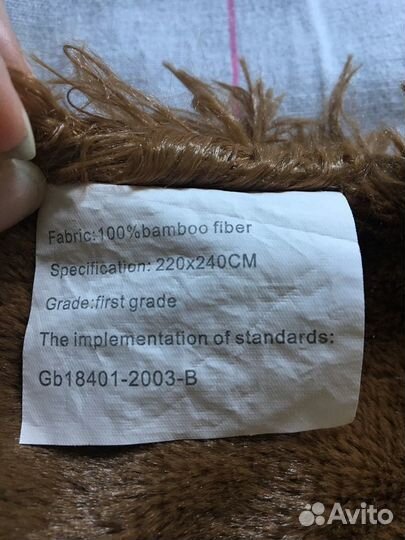 Fabric:100%bamboo fiber
Specification: 220x240CM
Grade:first grade
The implementation of standards:
Gb18401-2003-B
Avito